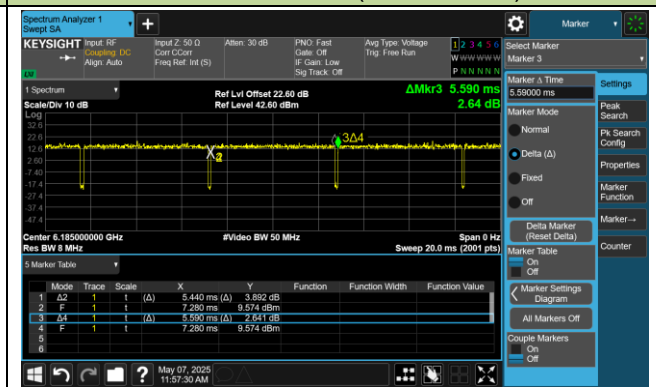 Spectrum Analyzer 1
Swept SA
+
Marker
KEYSIGHT Input: RF Input Z: 50 Ω Atten: 30 dB PNO: Fast Avg Type: Voltage 1 2 3 4 5 6
Coupling: DC Corr CCorr Gate: Off Trig: Free Run W W W W W W
Align: Auto Freq Ref: Int (S) IF Gain: Low P N N N N N
Sig Track: Off
LXI
1 Spectrum Ref Lvl Offset 22.60 dB ΔMkr3 5.590 ms
Scale/Div 10 dB Ref Level 42.60 dBm 2.64 dB
Log
32.6
22.6
12.6
2.60
-7.40
-17.4
-27.4
-37.4
-47.4
3Δ4
X2
Center 6.185000000 GHz #Video BW 50 MHz Span 0 Hz
Res BW 8 MHz Sweep 20.0 ms (2001 pts)
5 Marker Table
Mode Trace Scale X Y Function Function Width Function Value
1 Δ2 1 t (Δ) 5.440 ms (Δ) 3.892 dB
2 F 1 t 7.280 ms 9.574 dBm
3 Δ4 1 t (Δ) 5.590 ms (Δ) 2.641 dB
4 F 1 t 7.280 ms 9.574 dBm
5
6
Select Marker
Marker 3
Marker Δ Time
5.59000 ms
Marker Mode
Normal
Delta (Δ)
Fixed
Off
Delta Marker
(Reset Delta)
Marker Table
On
Off
Marker Settings
Diagram
All Markers Off
Couple Markers
On
Off
Settings
Peak
Search
Pk Search
Config
Properties
Marker
Function
Marker→
Counter
? May 07, 2025
11:57:30 AM